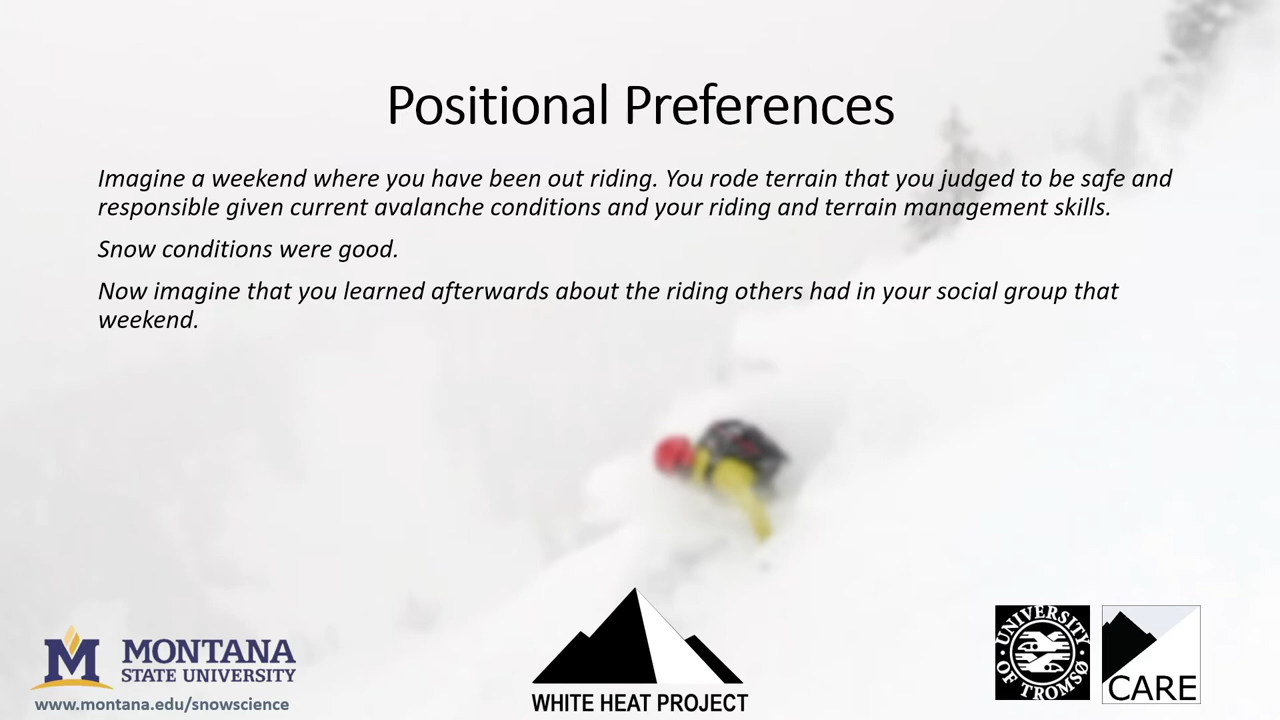 Positional Preferences
Imagine a weekend where you have been out riding. You rode terrain that you judged to be safe and
responsible given current avalanche conditions and your riding and terrain management skills.
Snow conditions were good.
Now imagine that you learned afterwards about the riding others had in your social group that
weekend.
M MONTANA
STATE UNIVERSITY
www.montana.edu/snowscience
WHITE HEAT PROJECT
UNIVERSITY
OF TROMSØ
CARE